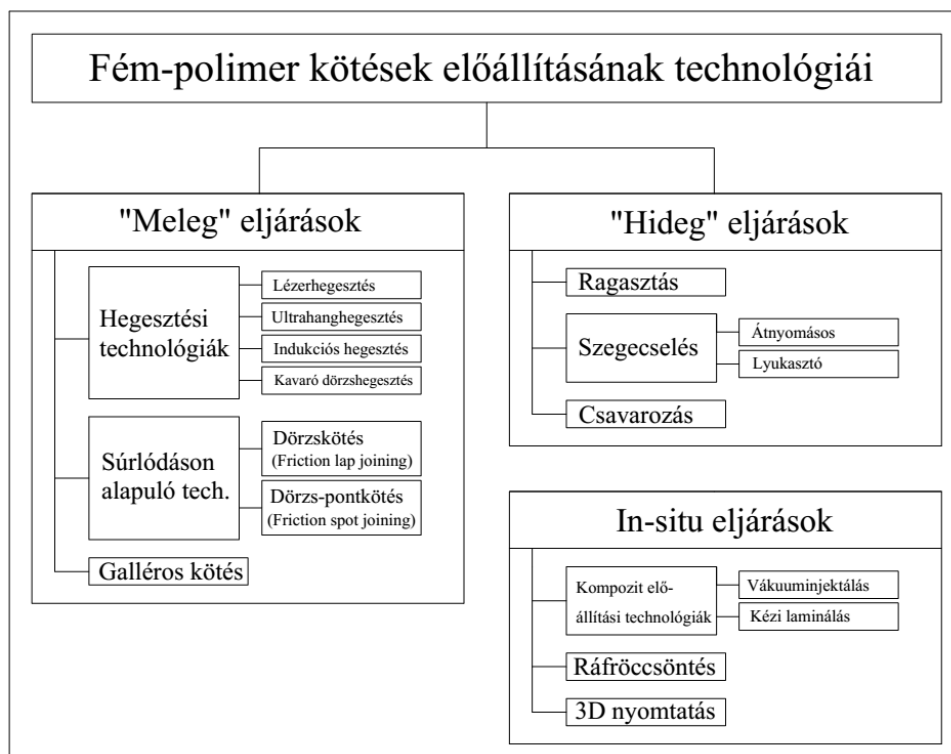 Fém-polimer kötések előállításának technológiái
"Meleg" eljárások
Hegesztési
technológiák
Lézerhegesztés
Ultrahanghegesztés
Indukciós hegesztés
Kavaró dörzshegesztés
Súrlódáson
alapuló tech.
Dörzskötés
(Friction lap joining)
Dörzs-pontkötés
(Friction spot joining)
Galléros kötés
"Hideg" eljárások
Ragasztás
Szegecselés
Átnyomásos
Lyukasztó
Csavarozás
In-situ eljárások
Kompozit elő-
állítási technológiák
Vákuuminjektálás
Kézi laminálás
Ráfröccsöntés
3D nyomtatás